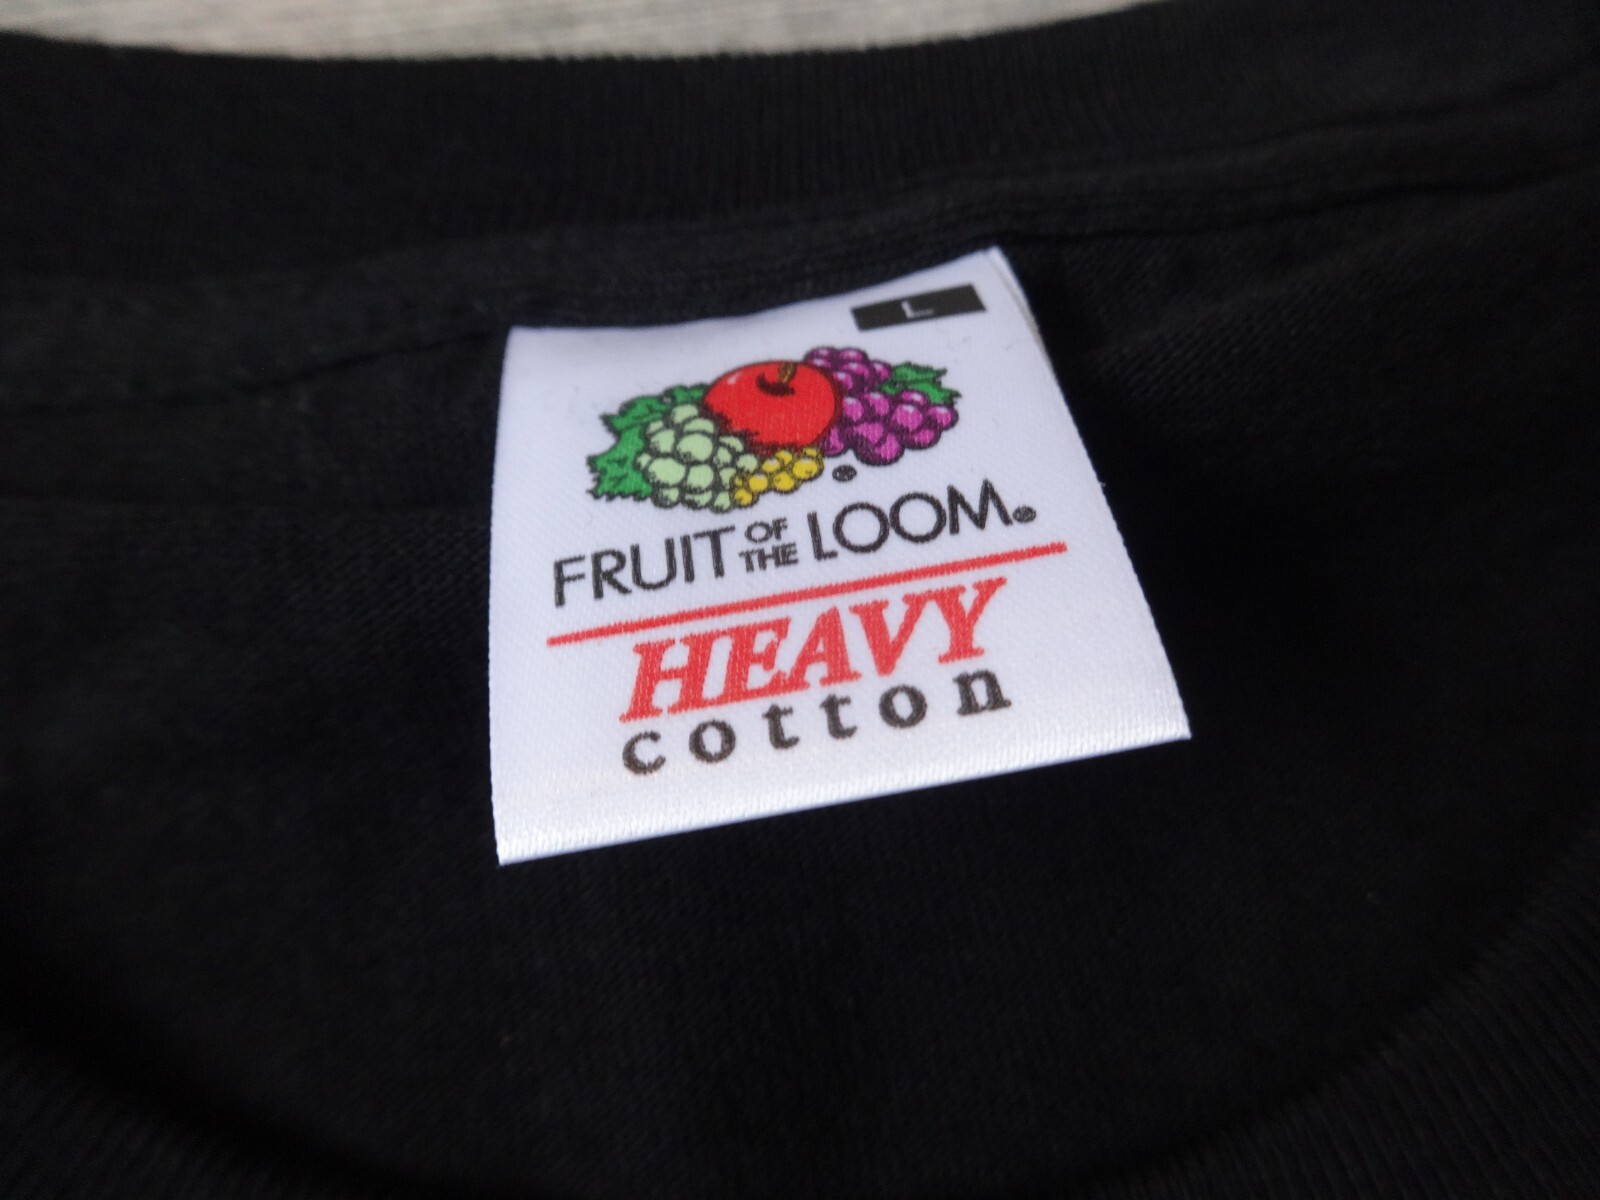 L
FRUIT OF THE LOOM®
HEAVY
cotton